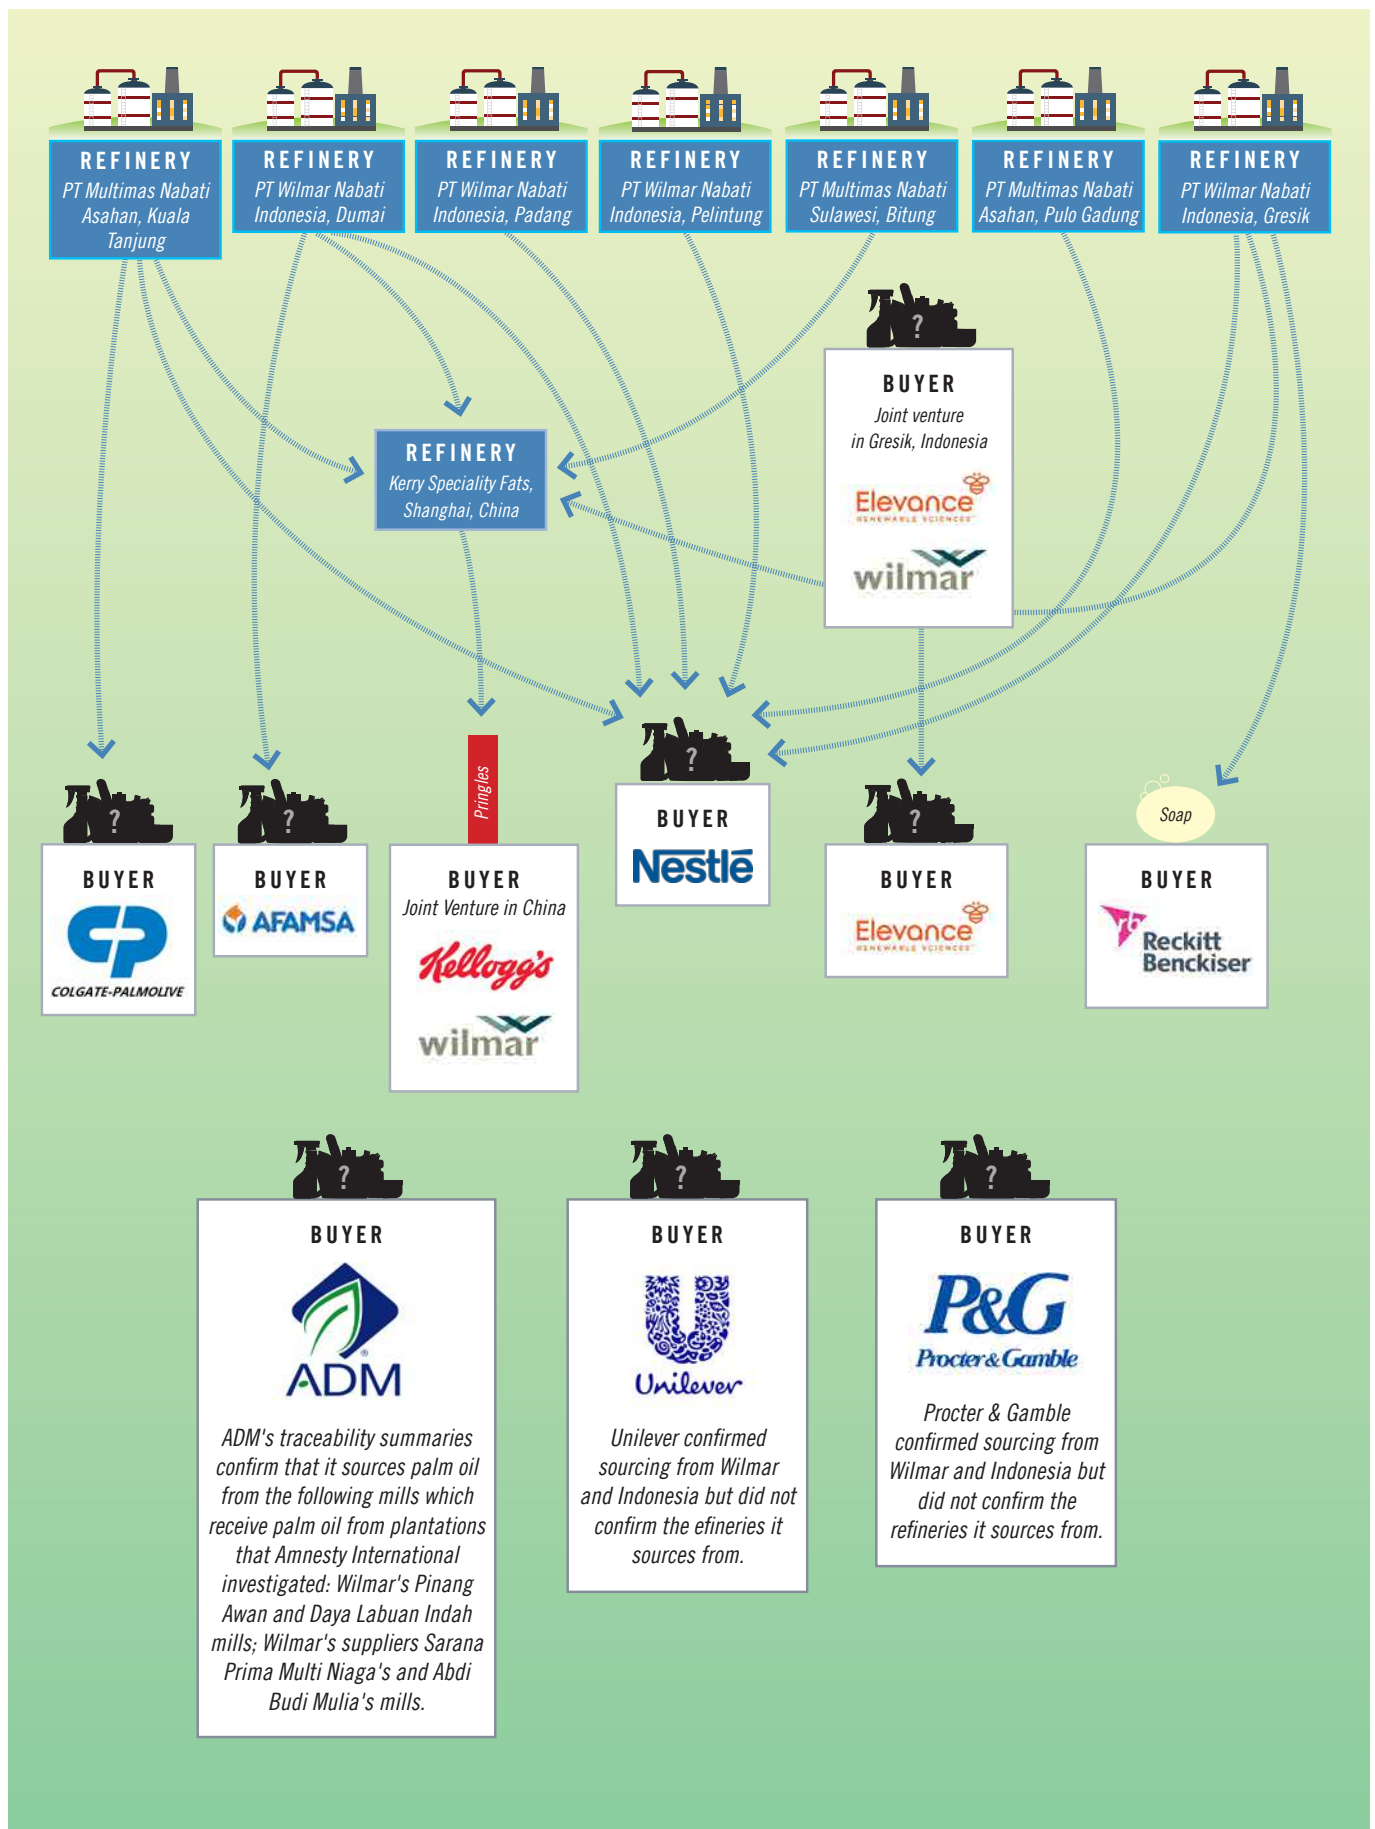 REFINERY
PT Multimas Nabati
Asahan, Kuala
Tanjung
REFINERY
PT Wilmar Nabati
Indonesia, Dumai
REFINERY
PT Wilmar Nabati
Indonesia, Padang
REFINERY
PT Wilmar Nabati
Indonesia, Pelintung
REFINERY
PT Multimas Nabati
Sulawesi, Bitung
REFINERY
PT Multimas Nabati
Asahan, Pulo Gadung
REFINERY
PT Wilmar Nabati
Indonesia, Gresik
?
BUYER
Joint venture
in Gresik, Indonesia
Elevance
RENEWABLE SCIENCES
wilmar
REFINERY
Kerry Speciality Fats,
Shanghai, China
?
BUYER
COLGATE-PALMOLIVE
?
BUYER
AFAMSA
Pringles
BUYER
Joint Venture in China
Kellogg's
wilmar
?
BUYER
Nestlé
?
BUYER
Elevance
RENEWABLE SCIENCES
Soap
BUYER
rb
Reckitt
Benckiser
?
BUYER
ADM
ADM's traceability summaries
confirm that it sources palm oil
from the following mills which
receive palm oil from plantations
that Amnesty International
investigated: Wilmar's Pinang
Awan and Daya Labuan Indah
mills; Wilmar's suppliers Sarana
Prima Multi Niaga's and Abdi
Budi Mulia's mills.
?
BUYER
Unilever
Unilever confirmed
sourcing from Wilmar
and Indonesia but did not
confirm the efineries it
sources from.
?
BUYER
P&G
Procter & Gamble
Procter & Gamble
confirmed sourcing from
Wilmar and Indonesia but
did not confirm the
refineries it sources from.